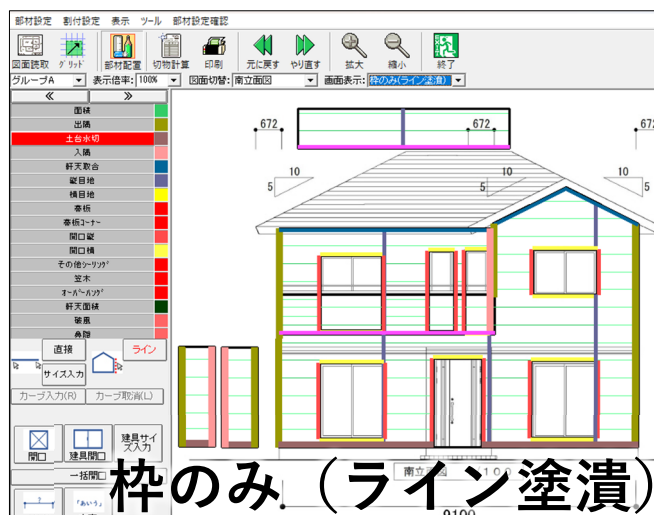 部材設定 割付設定 表示 ツール 部材設定確認
図面読取 グリッド 部材配置 切物計算 印刷 元に戻す やり直す 拡大 縮小 終了
グループA 表示倍率: 100% 図面切替: 南立面図 画面表示: 枠のみ(ライン塗潰)
≪ ≫
面積
出隅
土台水切
入隅
軒天取合
縦目地
横目地
幕板
幕板コーナー
開口縦
開口横
その他シーリング
笠木
オーバーハング
軒天面積
破風
672 672 672
10 10 10
5 5 5
直接 ライン
サイズ入力
カーブ入力(R) カーブ取消(L)
開口 建具開口 建具サイズ入力
一括開口
「あいう」
南立面図 100
枠のみ（ライン塗潰）
9100